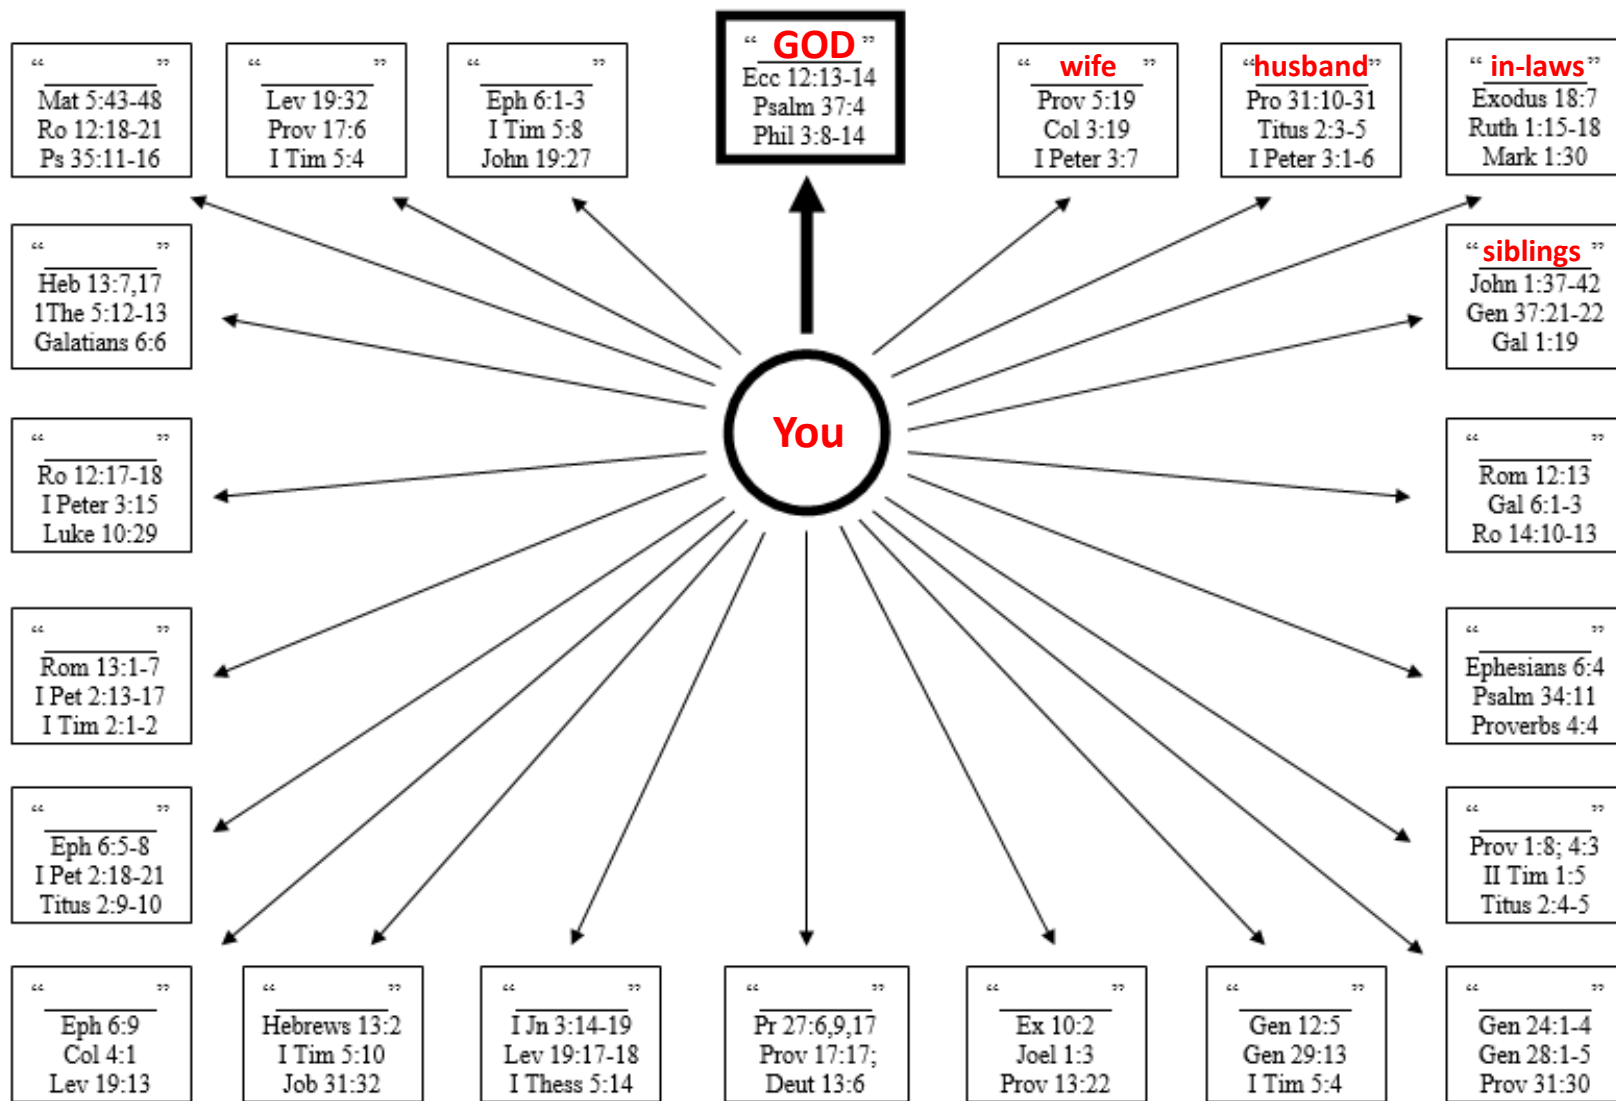 “ GOD ”
Ecc 12:13-14
Psalm 37:4
Phil 3:8-14
“ wife ”
Prov 5:19
Col 3:19
I Peter 3:7
“husband”
Pro 31:10-31
Titus 2:3-5
I Peter 3:1-6
“ in-laws ”
Exodus 18:7
Ruth 1:15-18
Mark 1:30
“ siblings ”
John 1:37-42
Gen 37:21-22
Gal 1:19
“ ”
Rom 12:13
Gal 6:1-3
Ro 14:10-13
“ ”
Ephesians 6:4
Psalm 34:11
Proverbs 4:4
“ ”
Prov 1:8; 4:3
II Tim 1:5
Titus 2:4-5
“ ”
Gen 24:1-4
Gen 28:1-5
Prov 31:30
“ ”
Gen 12:5
Gen 29:13
I Tim 5:4
“ ”
Ex 10:2
Joel 1:3
Prov 13:22
“ ”
Pr 27:6,9,17
Prov 17:17;
Deut 13:6
“ ”
I Jn 3:14-19
Lev 19:17-18
I Thess 5:14
“ ”
Hebrews 13:2
I Tim 5:10
Job 31:32
“ ”
Eph 6:9
Col 4:1
Lev 19:13
“ ”
Eph 6:5-8
I Pet 2:18-21
Titus 2:9-10
“ ”
Rom 13:1-7
I Pet 2:13-17
I Tim 2:1-2
“ ”
Ro 12:17-18
I Peter 3:15
Luke 10:29
“ ”
Heb 13:7,17
1The 5:12-13
Galatians 6:6
“ ”
Mat 5:43-48
Ro 12:18-21
Ps 35:11-16
“ ”
Lev 19:32
Prov 17:6
I Tim 5:4
“ ”
Eph 6:1-3
I Tim 5:8
John 19:27
You